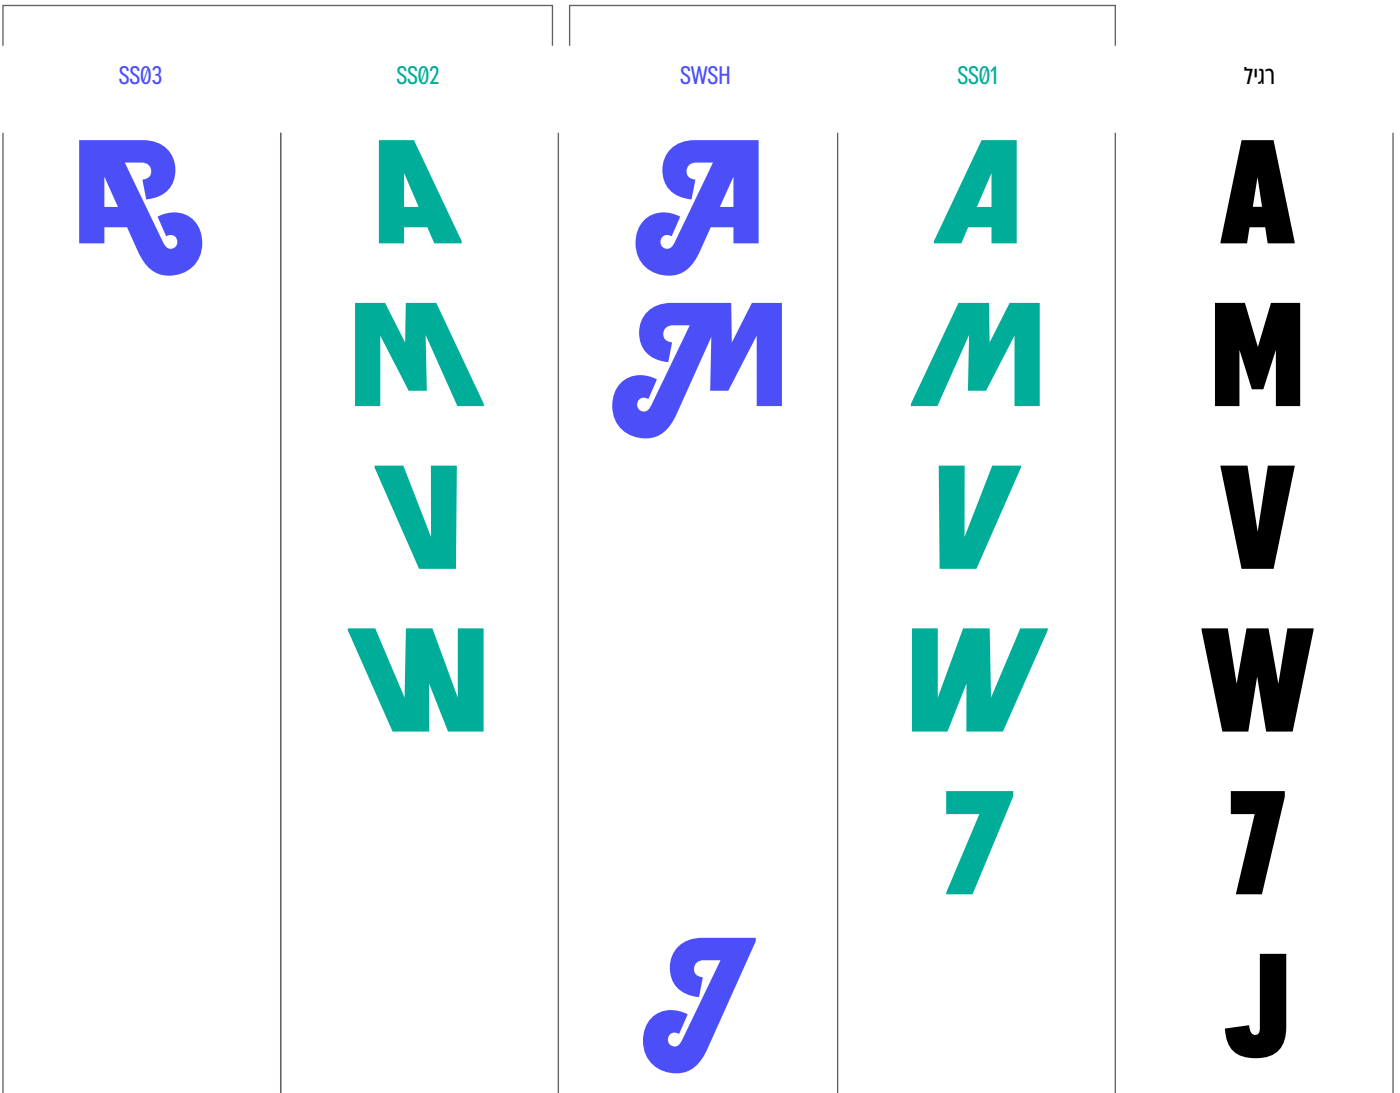 SS03 SS02 SWSH SS01 רגיל
A A A A A
M M M M
V V V
W W W
7 7
J J